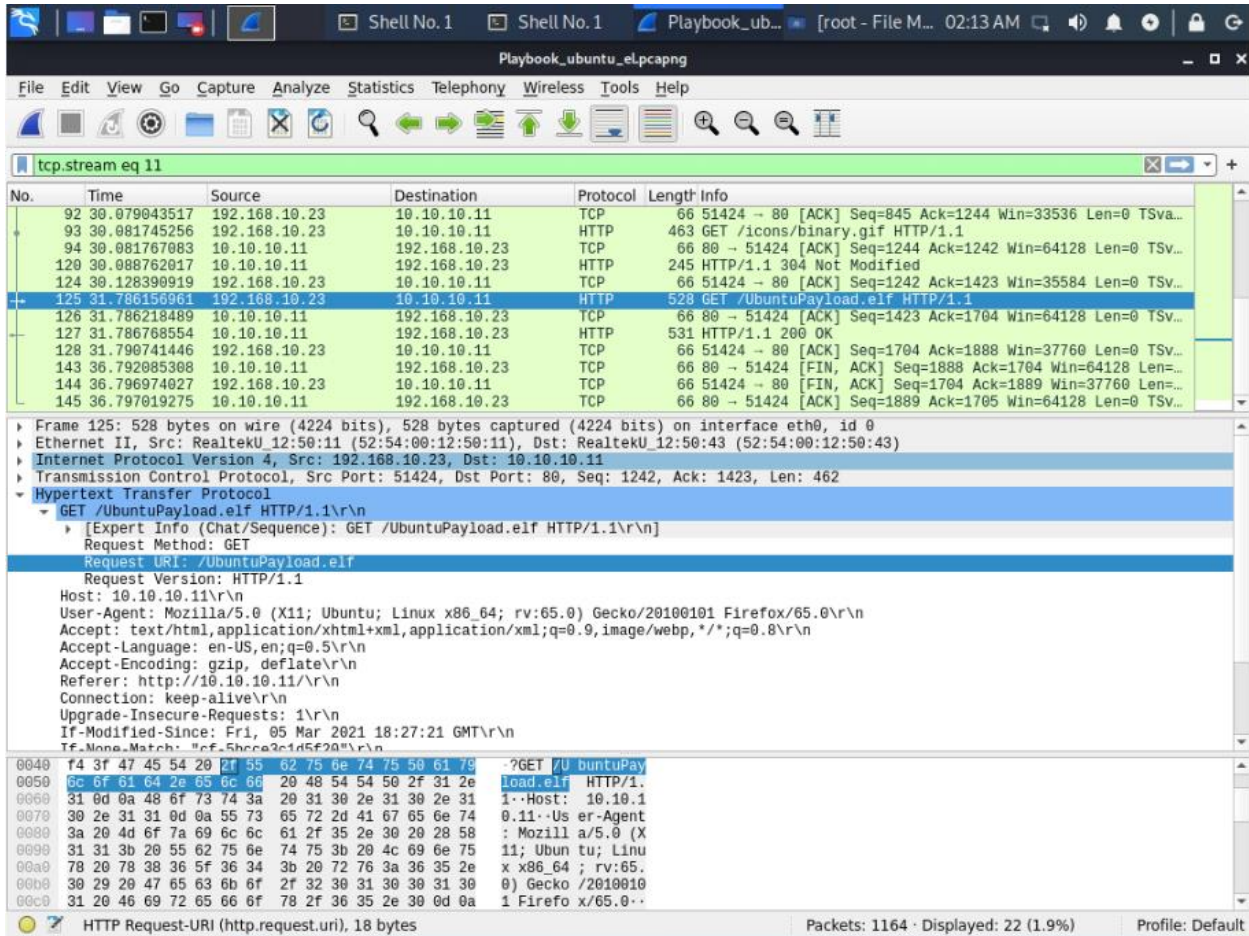 Shell No. 1 Shell No. 1 Playbook_ub... [root - File M... 02:13 AM
Playbook_ubuntu_el.pcapng
File Edit View Go Capture Analyze Statistics Telephony Wireless Tools Help
tcp.stream eq 11
No. Time Source Destination Protocol Length Info
92 30.079043517 192.168.10.23 10.10.10.11 TCP 66 51424 → 80 [ACK] Seq=845 Ack=1244 Win=33536 Len=0 TSva…
93 30.081745256 192.168.10.23 10.10.10.11 HTTP 463 GET /icons/binary.gif HTTP/1.1
94 30.081767083 10.10.10.11 192.168.10.23 TCP 66 80 → 51424 [ACK] Seq=1244 Ack=1242 Win=64128 Len=0 TSv…
120 30.088762017 10.10.10.11 192.168.10.23 HTTP 245 HTTP/1.1 304 Not Modified
124 30.128390919 192.168.10.23 10.10.10.11 TCP 66 51424 → 80 [ACK] Seq=1242 Ack=1423 Win=35584 Len=0 TSv…
125 31.786156961 192.168.10.23 10.10.10.11 HTTP 528 GET /UbuntuPayload.elf HTTP/1.1
126 31.786218489 10.10.10.11 192.168.10.23 TCP 66 80 → 51424 [ACK] Seq=1423 Ack=1704 Win=64128 Len=0 TSv…
127 31.786768554 10.10.10.11 192.168.10.23 HTTP 531 HTTP/1.1 200 OK
128 31.790741446 192.168.10.23 10.10.10.11 TCP 66 51424 → 80 [ACK] Seq=1704 Ack=1888 Win=37760 Len=0 TSv…
143 36.792085308 10.10.10.11 192.168.10.23 TCP 66 80 → 51424 [FIN, ACK] Seq=1888 Ack=1704 Win=64128 Len=…
144 36.796974027 192.168.10.23 10.10.10.11 TCP 66 51424 → 80 [FIN, ACK] Seq=1704 Ack=1889 Win=37760 Len=…
145 36.797019275 10.10.10.11 192.168.10.23 TCP 66 80 → 51424 [ACK] Seq=1889 Ack=1705 Win=64128 Len=0 TSv…
Frame 125: 528 bytes on wire (4224 bits), 528 bytes captured (4224 bits) on interface eth0, id 0
Ethernet II, Src: RealtekU_12:50:11 (52:54:00:12:50:11), Dst: RealtekU_12:50:43 (52:54:00:12:50:43)
Internet Protocol Version 4, Src: 192.168.10.23, Dst: 10.10.10.11
Transmission Control Protocol, Src Port: 51424, Dst Port: 80, Seq: 1242, Ack: 1423, Len: 462
Hypertext Transfer Protocol
GET /UbuntuPayload.elf HTTP/1.1\r\n
[Expert Info (Chat/Sequence): GET /UbuntuPayload.elf HTTP/1.1\r\n]
Request Method: GET
Request URI: /UbuntuPayload.elf
Request Version: HTTP/1.1
Host: 10.10.10.11\r\n
User-Agent: Mozilla/5.0 (X11; Ubuntu; Linux x86_64; rv:65.0) Gecko/20100101 Firefox/65.0\r\n
Accept: text/html,application/xhtml+xml,application/xml;q=0.9,image/webp,*/*;q=0.8\r\n
Accept-Language: en-US,en;q=0.5\r\n
Accept-Encoding: gzip, deflate\r\n
Referer: http://10.10.10.11/\r\n
Connection: keep-alive\r\n
Upgrade-Insecure-Requests: 1\r\n
If-Modified-Since: Fri, 05 Mar 2021 18:27:21 GMT\r\n
If-None-Match: "cf-5bcce3c1d5f20"\r\n
0040 f4 3f 47 45 54 20 2f 55 62 75 6e 74 75 50 61 79 ·?GET /U buntuPay
0050 6c 6f 61 64 2e 65 6c 66 20 48 54 54 50 2f 31 2e load.elf HTTP/1.
0060 31 0d 0a 48 6f 73 74 3a 20 31 30 2e 31 30 2e 31 1··Host: 10.10.1
0070 30 2e 31 31 0d 0a 55 73 65 72 2d 41 67 65 6e 74 0.11··Us er-Agent
0080 3a 20 4d 6f 7a 69 6c 6c 61 2f 35 2e 30 20 28 58 : Mozill a/5.0 (X
0090 31 31 3b 20 55 62 75 6e 74 75 3b 20 4c 69 6e 75 11; Ubun tu; Linu
00a0 78 20 78 38 36 5f 36 34 3b 20 72 76 3a 36 35 2e x x86_64 ; rv:65.
00b0 30 29 20 47 65 63 6b 6f 2f 32 30 31 30 30 31 30 0) Gecko /2010010
00c0 31 20 46 69 72 65 66 6f 78 2f 36 35 2e 30 0d 0a 1 Firefo x/65.0··
HTTP Request-URI (http.request.uri), 18 bytes Packets: 1164 · Displayed: 22 (1.9%) Profile: Default